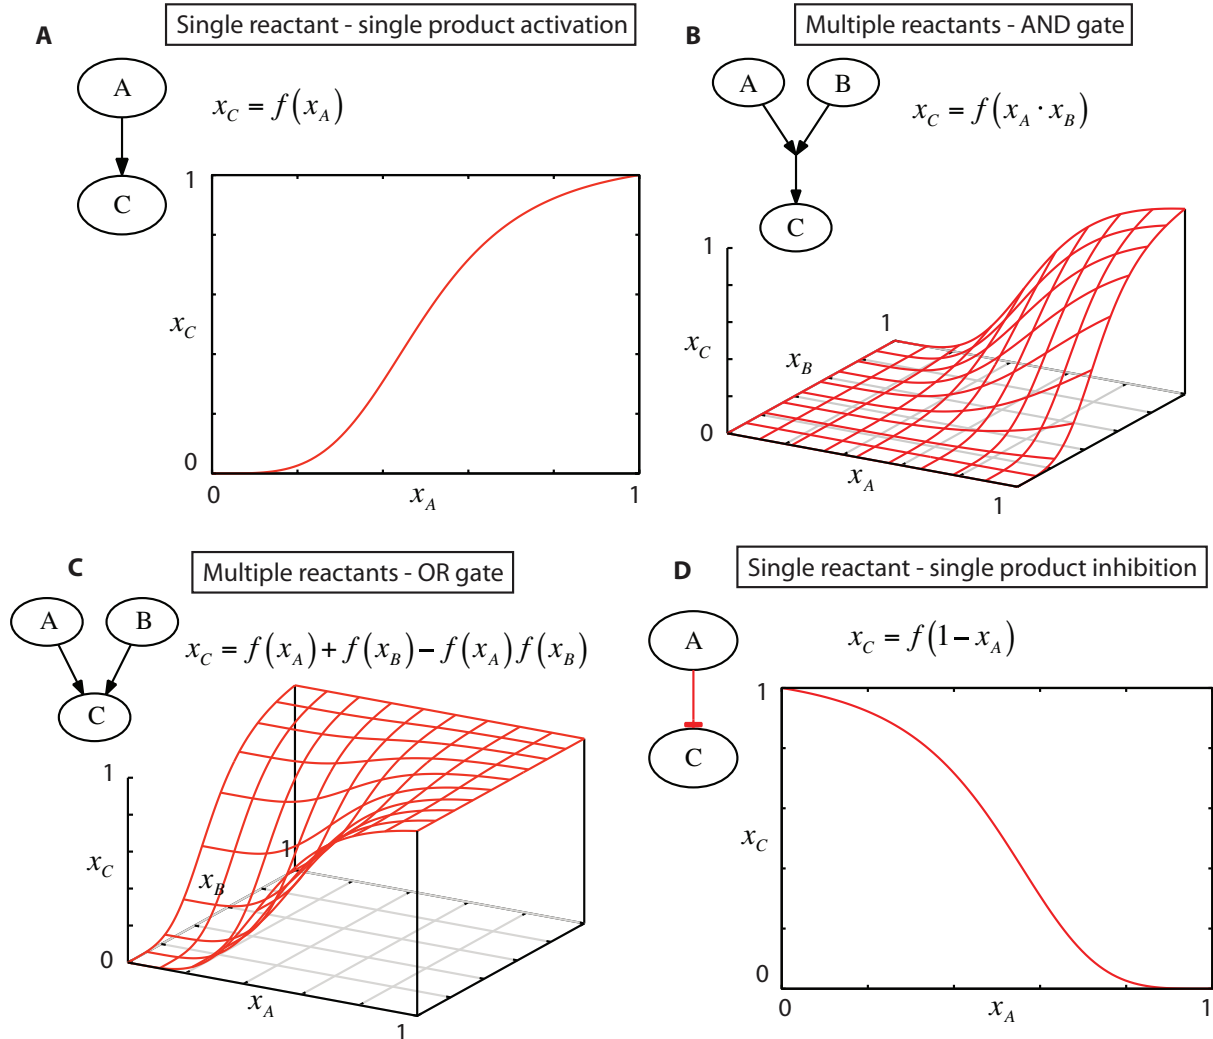 A
Single reactant - single product activation
A
C
x_C = f(x_A)
1
x_C
0
0
x_A
1
B
Multiple reactants - AND gate
A
B
C
x_C = f(x_A · x_B)
1
x_C
0
1
x_B
x_A
1
C
Multiple reactants - OR gate
A
B
C
x_C = f(x_A) + f(x_B) − f(x_A) f(x_B)
1
x_C
0
1
x_B
x_A
1
D
Single reactant - single product inhibition
A
C
x_C = f(1 − x_A)
1
x_C
0
0
x_A
1